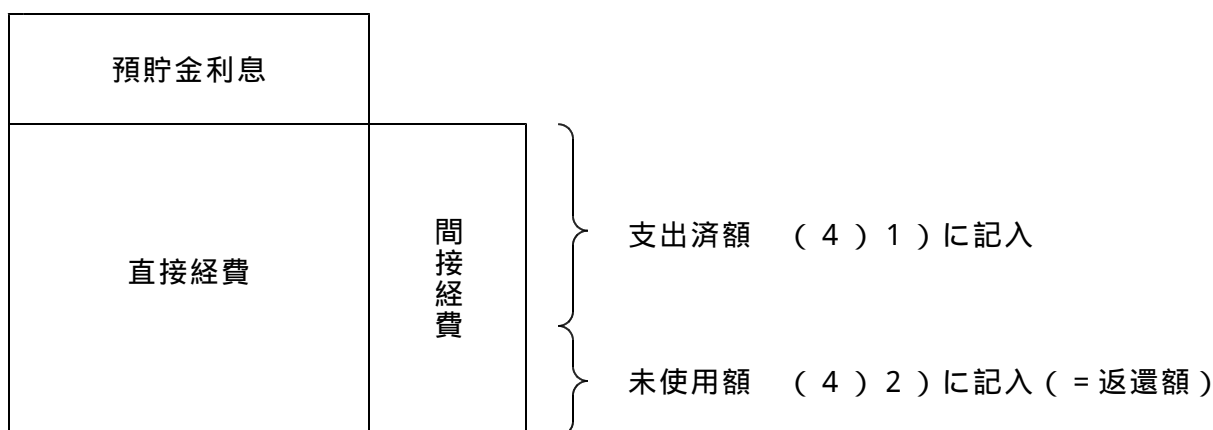 預貯金利息
直接経費
間接経費
支出済額 （４）１）に記入
未使用額 （４）２）に記入（＝返還額）